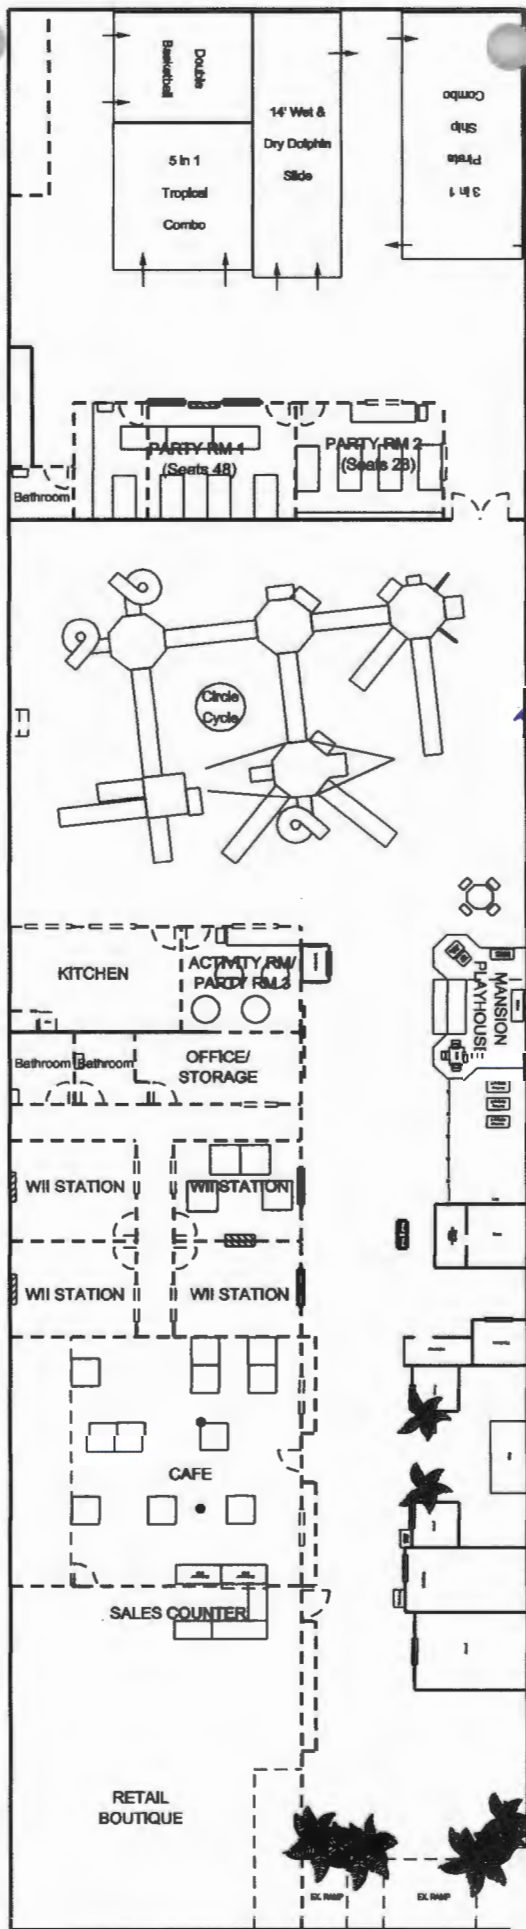 Double
Basketball
5 in 1
Tropical
Combo
14' Wet &
Dry Dolphin
Slide
3 in 1
Pirate
Ship
Combo
PARTY RM 1
(Seats 48)
PARTY RM 2
(Seats 28)
Bathroom
Circle
Cycle
KITCHEN
ACTIVITY RM/
PARTY RM 3
MANSION
PLAYHOUSE
Bathroom
Bathroom
OFFICE/
STORAGE
WII STATION
WII STATION
WII STATION
WII STATION
CAFE
SALES COUNTER
RETAIL
BOUTIQUE
EX. RAMP
EX. RAMP